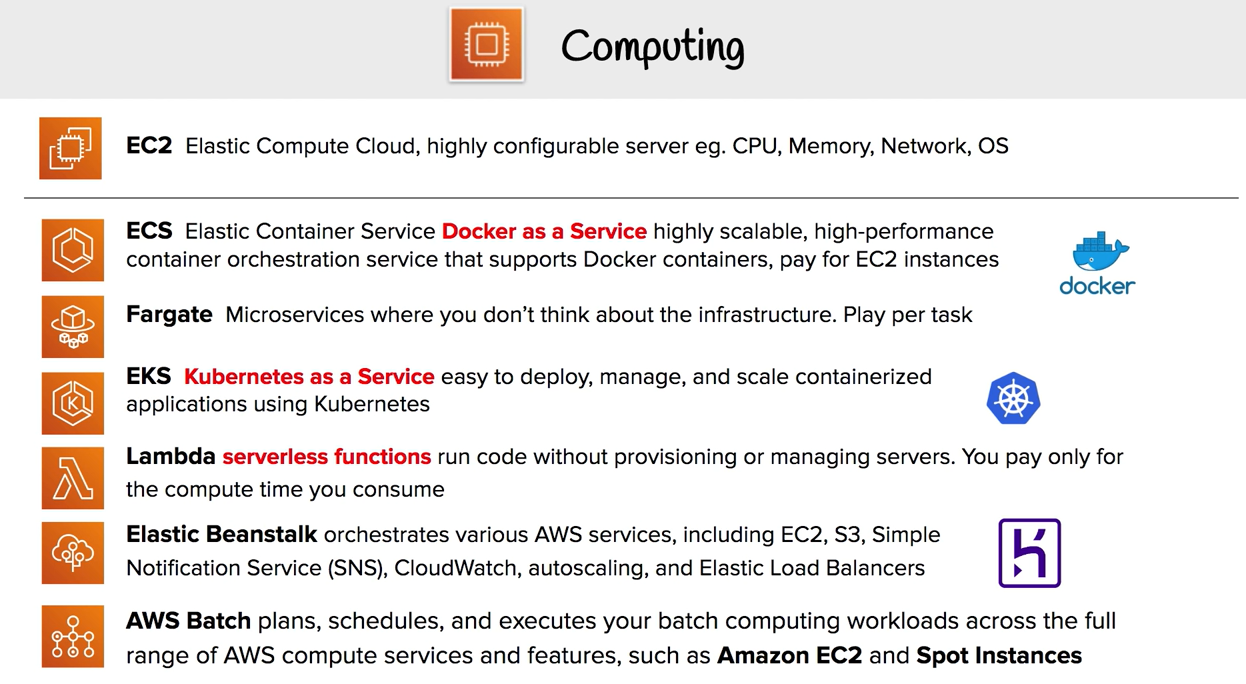 Computing
EC2 Elastic Compute Cloud, highly configurable server eg. CPU, Memory, Network, OS
ECS Elastic Container Service Docker as a Service highly scalable, high-performance
container orchestration service that supports Docker containers, pay for EC2 instances
docker
Fargate Microservices where you don’t think about the infrastructure. Play per task
EKS Kubernetes as a Service easy to deploy, manage, and scale containerized
applications using Kubernetes
K
Lambda serverless functions run code without provisioning or managing servers. You pay only for
the compute time you consume
Elastic Beanstalk orchestrates various AWS services, including EC2, S3, Simple
Notification Service (SNS), CloudWatch, autoscaling, and Elastic Load Balancers
AWS Batch plans, schedules, and executes your batch computing workloads across the full
range of AWS compute services and features, such as Amazon EC2 and Spot Instances